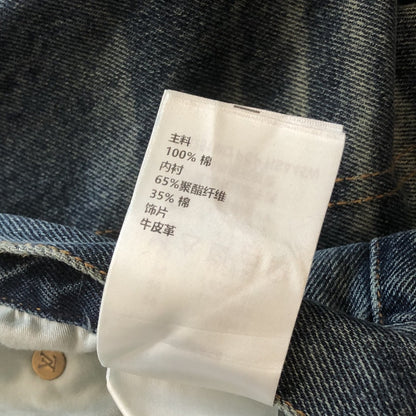 主料
100% 棉
内衬
65%聚酯纤维
35% 棉
饰片
牛皮革